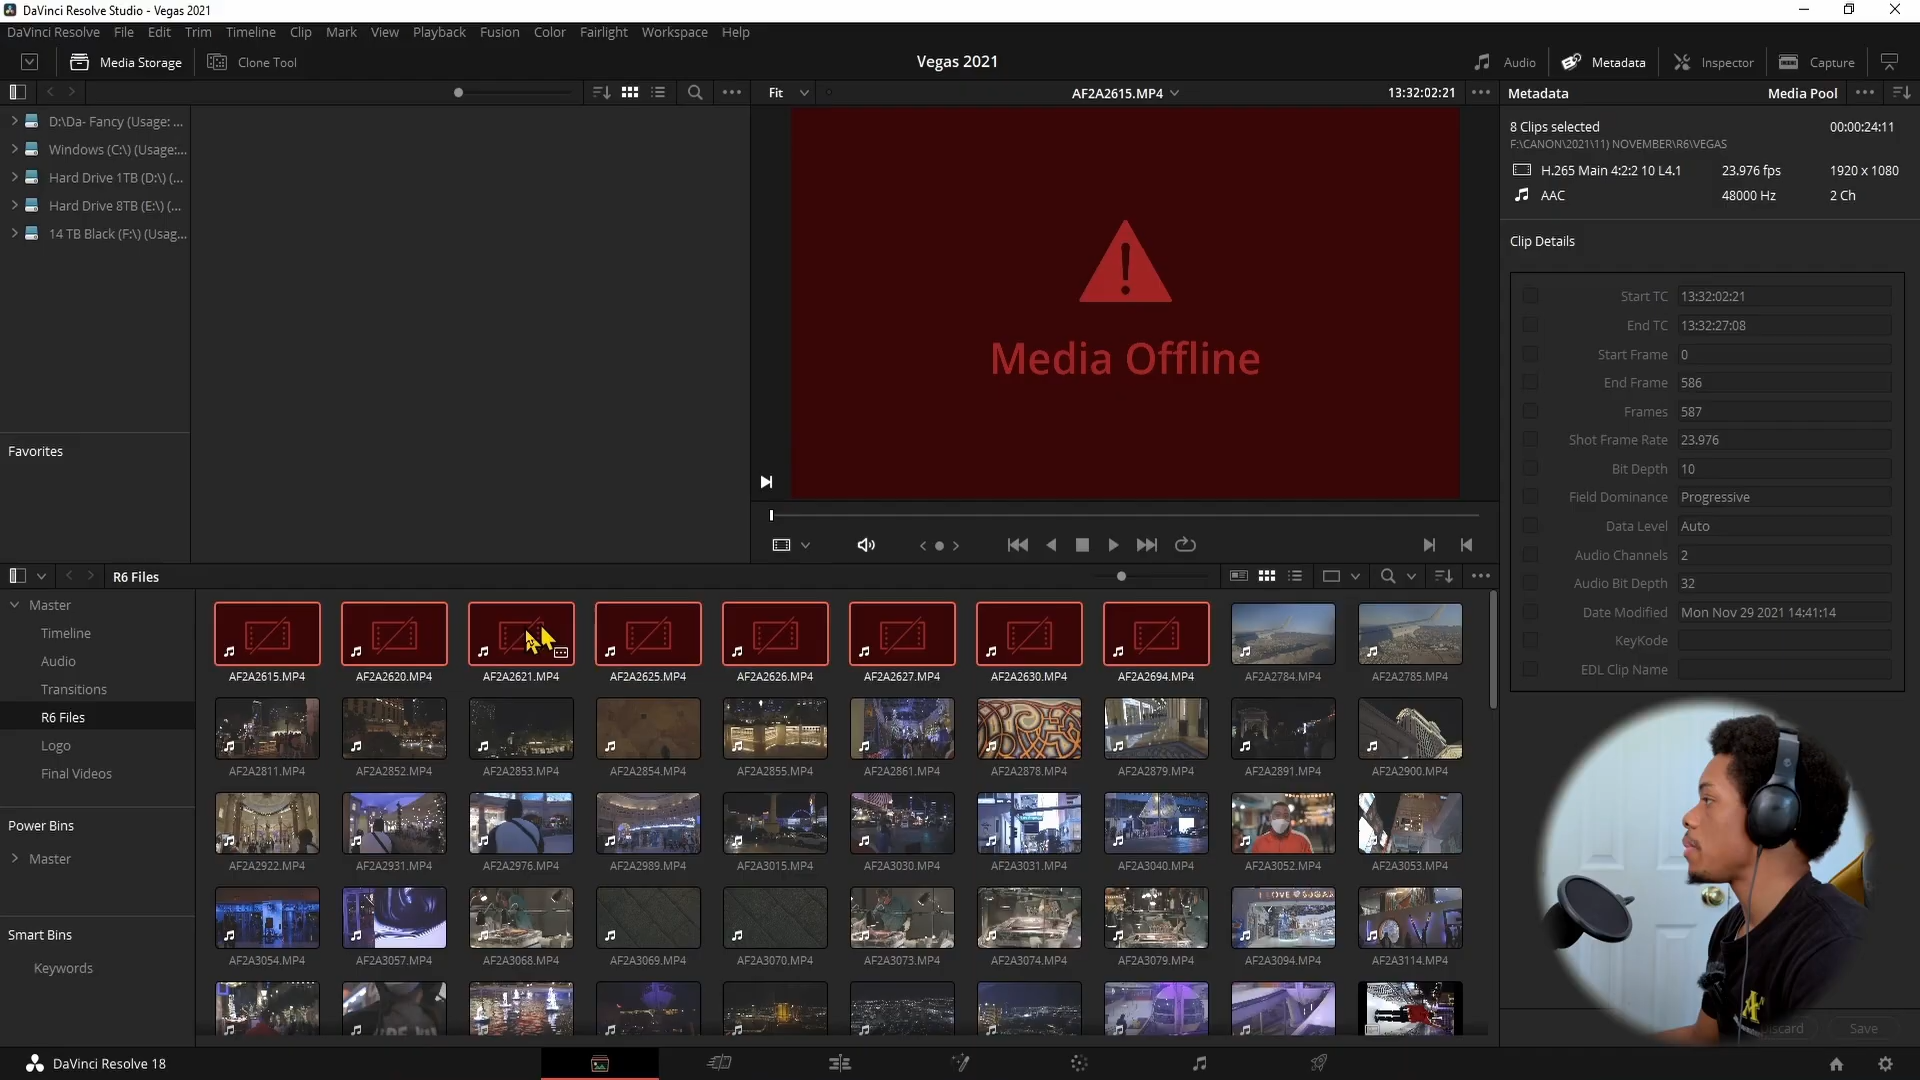 DaVinci Resolve Studio - Vegas 2021
DaVinci Resolve File Edit Trim Timeline Clip Mark View Playback Fusion Color Fairlight Workspace Help
Media Storage Clone Tool Vegas 2021 Audio Metadata Inspector Capture
Fit AF2A2615.MP4 13:32:02:21 Metadata Media Pool
D:\Da- Fancy (Usage: ...
Windows (C:\) (Usage:...
Hard Drive 1TB (D:\) (...
Hard Drive 8TB (E:\) (...
14 TB Black (F:\) (Usag...
Favorites
Media Offline
8 Clips selected 00:00:24:11
F:\CANON\2021\11) NOVEMBER\R6\VEGAS
H.265 Main 4:2:2 10 L4.1 23.976 fps 1920 x 1080
AAC 48000 Hz 2 Ch
Clip Details
Start TC 13:32:02:21
End TC 13:32:27:08
Start Frame 0
End Frame 586
Frames 587
Shot Frame Rate 23.976
Bit Depth 10
Field Dominance Progressive
Data Level Auto
Audio Channels 2
Audio Bit Depth 32
Date Modified Mon Nov 29 2021 14:41:14
KeyKode
EDL Clip Name
R6 Files
Master
Timeline
Audio
Transitions
R6 Files
Logo
Final Videos
Power Bins
Master
Smart Bins
Keywords
AF2A2615.MP4 AF2A2620.MP4 AF2A2621.MP4 AF2A2625.MP4 AF2A2626.MP4 AF2A2627.MP4 AF2A2630.MP4 AF2A2694.MP4 AF2A2784.MP4 AF2A2785.MP4
AF2A2811.MP4 AF2A2852.MP4 AF2A2853.MP4 AF2A2854.MP4 AF2A2855.MP4 AF2A2861.MP4 AF2A2878.MP4 AF2A2879.MP4 AF2A2891.MP4 AF2A2900.MP4
AF2A2922.MP4 AF2A2931.MP4 AF2A2976.MP4 AF2A2989.MP4 AF2A3015.MP4 AF2A3030.MP4 AF2A3031.MP4 AF2A3040.MP4 AF2A3052.MP4 AF2A3053.MP4
AF2A3054.MP4 AF2A3057.MP4 AF2A3068.MP4 AF2A3069.MP4 AF2A3070.MP4 AF2A3073.MP4 AF2A3074.MP4 AF2A3079.MP4 AF2A3094.MP4 AF2A3114.MP4
Save
DaVinci Resolve 18